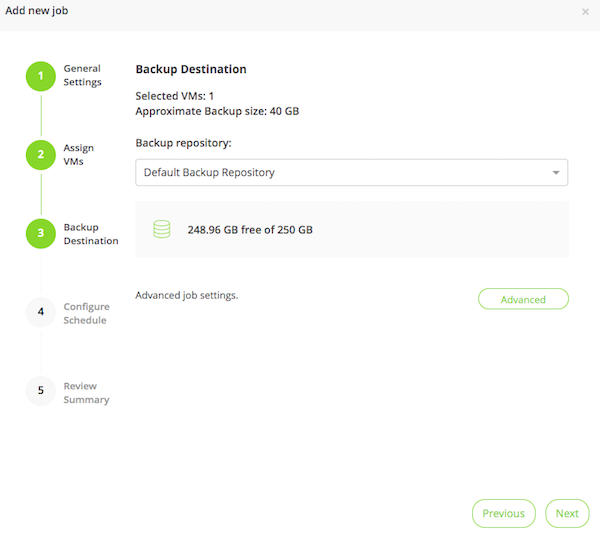 Add new job
×
1
General
Settings
2
Assign
VMs
3
Backup
Destination
4
Configure
Schedule
5
Review
Summary
Backup Destination
Selected VMs: 1
Approximate Backup size: 40 GB
Backup repository:
Default Backup Repository
248.96 GB free of 250 GB
Advanced job settings.
Advanced
Previous
Next